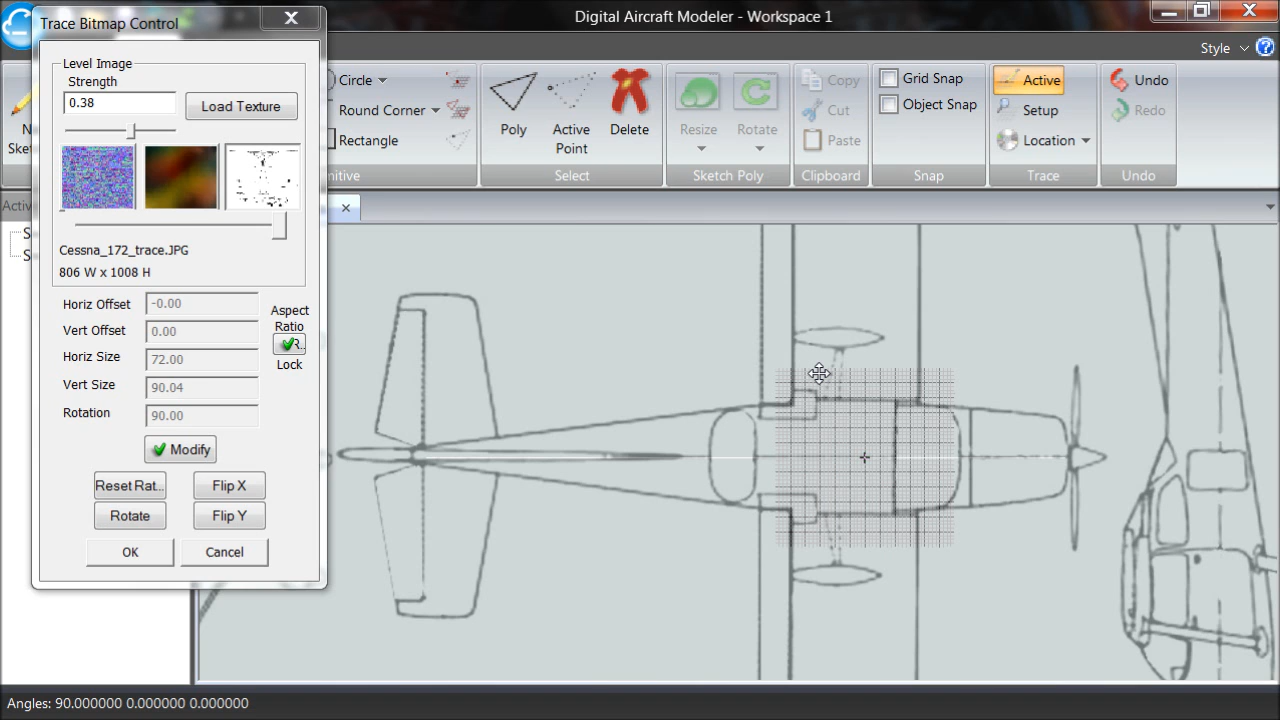 Trace Bitmap Control
Digital Aircraft Modeler - Workspace 1
Style
Level Image
Strength
0.38
Load Texture
Cessna_172_trace.JPG
806 W x 1008 H
Horiz Offset -0.00
Vert Offset 0.00
Horiz Size 72.00
Vert Size 90.04
Rotation 90.00
Aspect
Ratio
Lock
Modify
Reset Rat...
Flip X
Rotate
Flip Y
OK
Cancel
Circle
Round Corner
Rectangle
Poly
Active
Point
Delete
Select
Resize
Rotate
Sketch Poly
Copy
Cut
Paste
Clipboard
Grid Snap
Object Snap
Snap
Active
Setup
Location
Trace
Undo
Redo
Undo
Angles: 90.000000 0.000000 0.000000